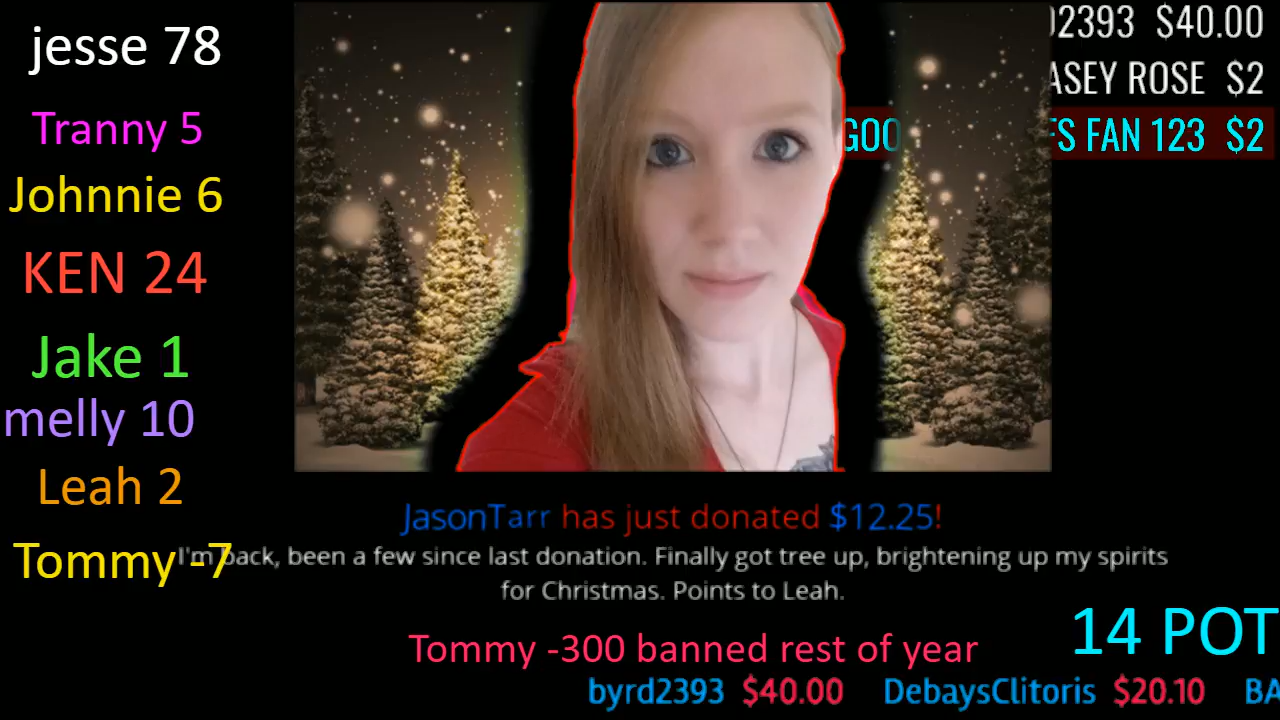 jesse 78
Tranny 5
Johnnie 6
KEN 24
Jake 1
melly 10
Leah 2
Tommy -7
$40.00
ROSE $2
FAN 123 $2
JasonTarr has just donated $12.25!
I'm back, been a few since last donation. Finally got tree up, brightening up my spirits
for Christmas. Points to Leah.
Tommy -300 banned rest of year
14 POT
byrd2393 $40.00 DebaysClitoris $20.10 BA